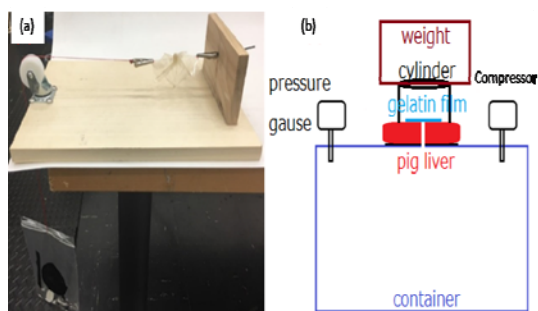 (a)
(b)
weight
cylinder
Compressor
pressure
gelatin film
gause
pig liver
container